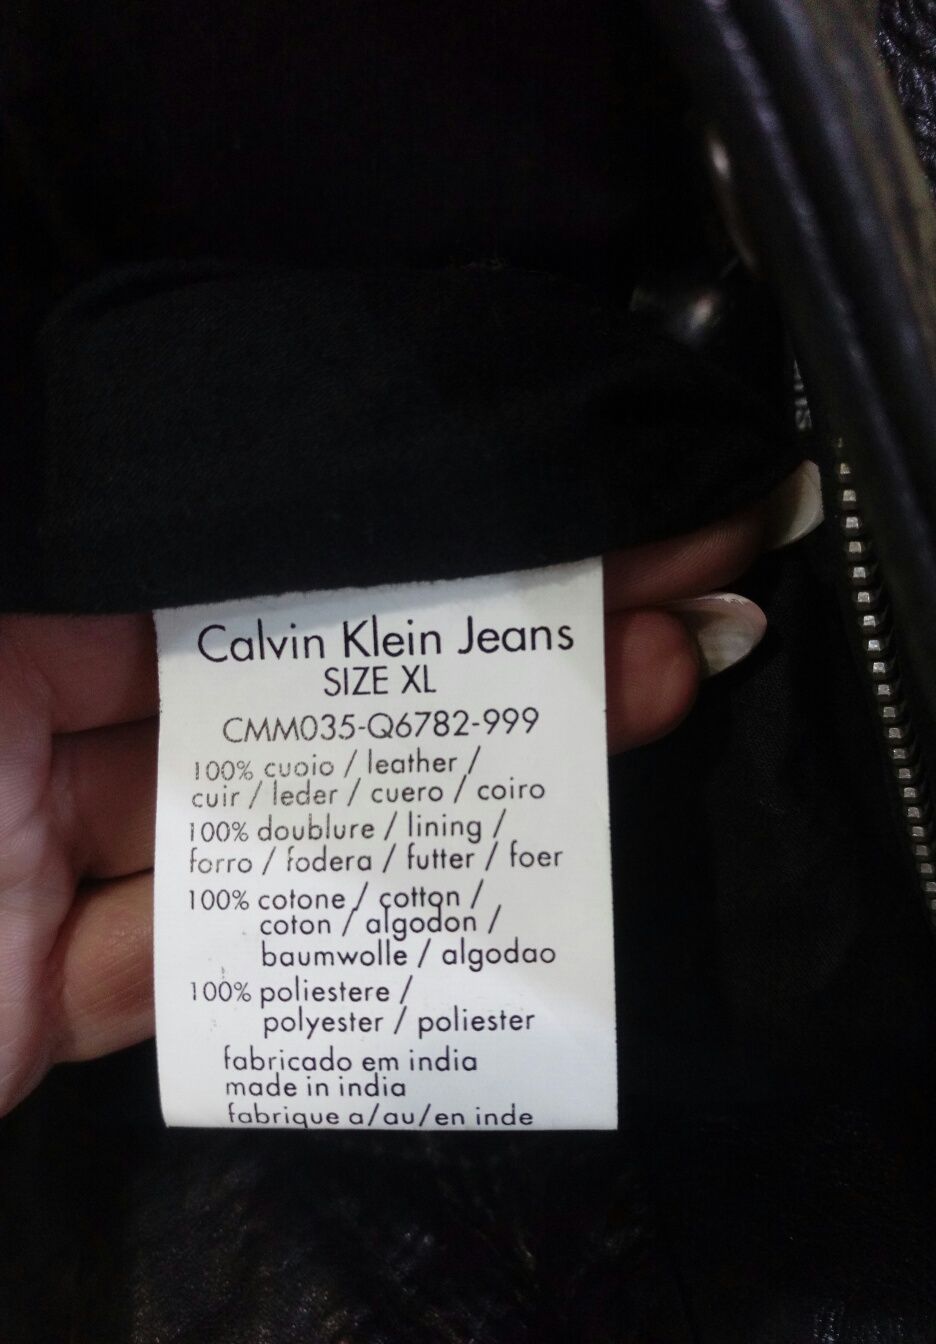 Calvin Klein Jeans
SIZE XL
CMM035-Q6782-999
100% cuoio / leather /
cuir / leder / cuero / coiro
100% doublure / lining /
forro / fodera / futter / foer
100% cotone / cotton /
coton / algodon /
baumwolle / algodao
100% poliestere /
polyester / poliester
fabricado em india
made in india
fabrique a/au/en inde